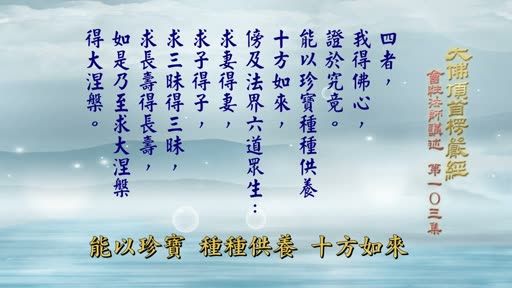 大佛頂首楞嚴經
會性法師講述 第一〇三集
四者，
我得佛心，
證於究竟。
能以珍寶種種供養
十方如來，
傍及法界六道眾生：
求妻得妻，
求子得子，
求三昧得三昧，
求長壽得長壽，
如是乃至求大涅槃
得大涅槃。
能以珍寶 種種供養 十方如來